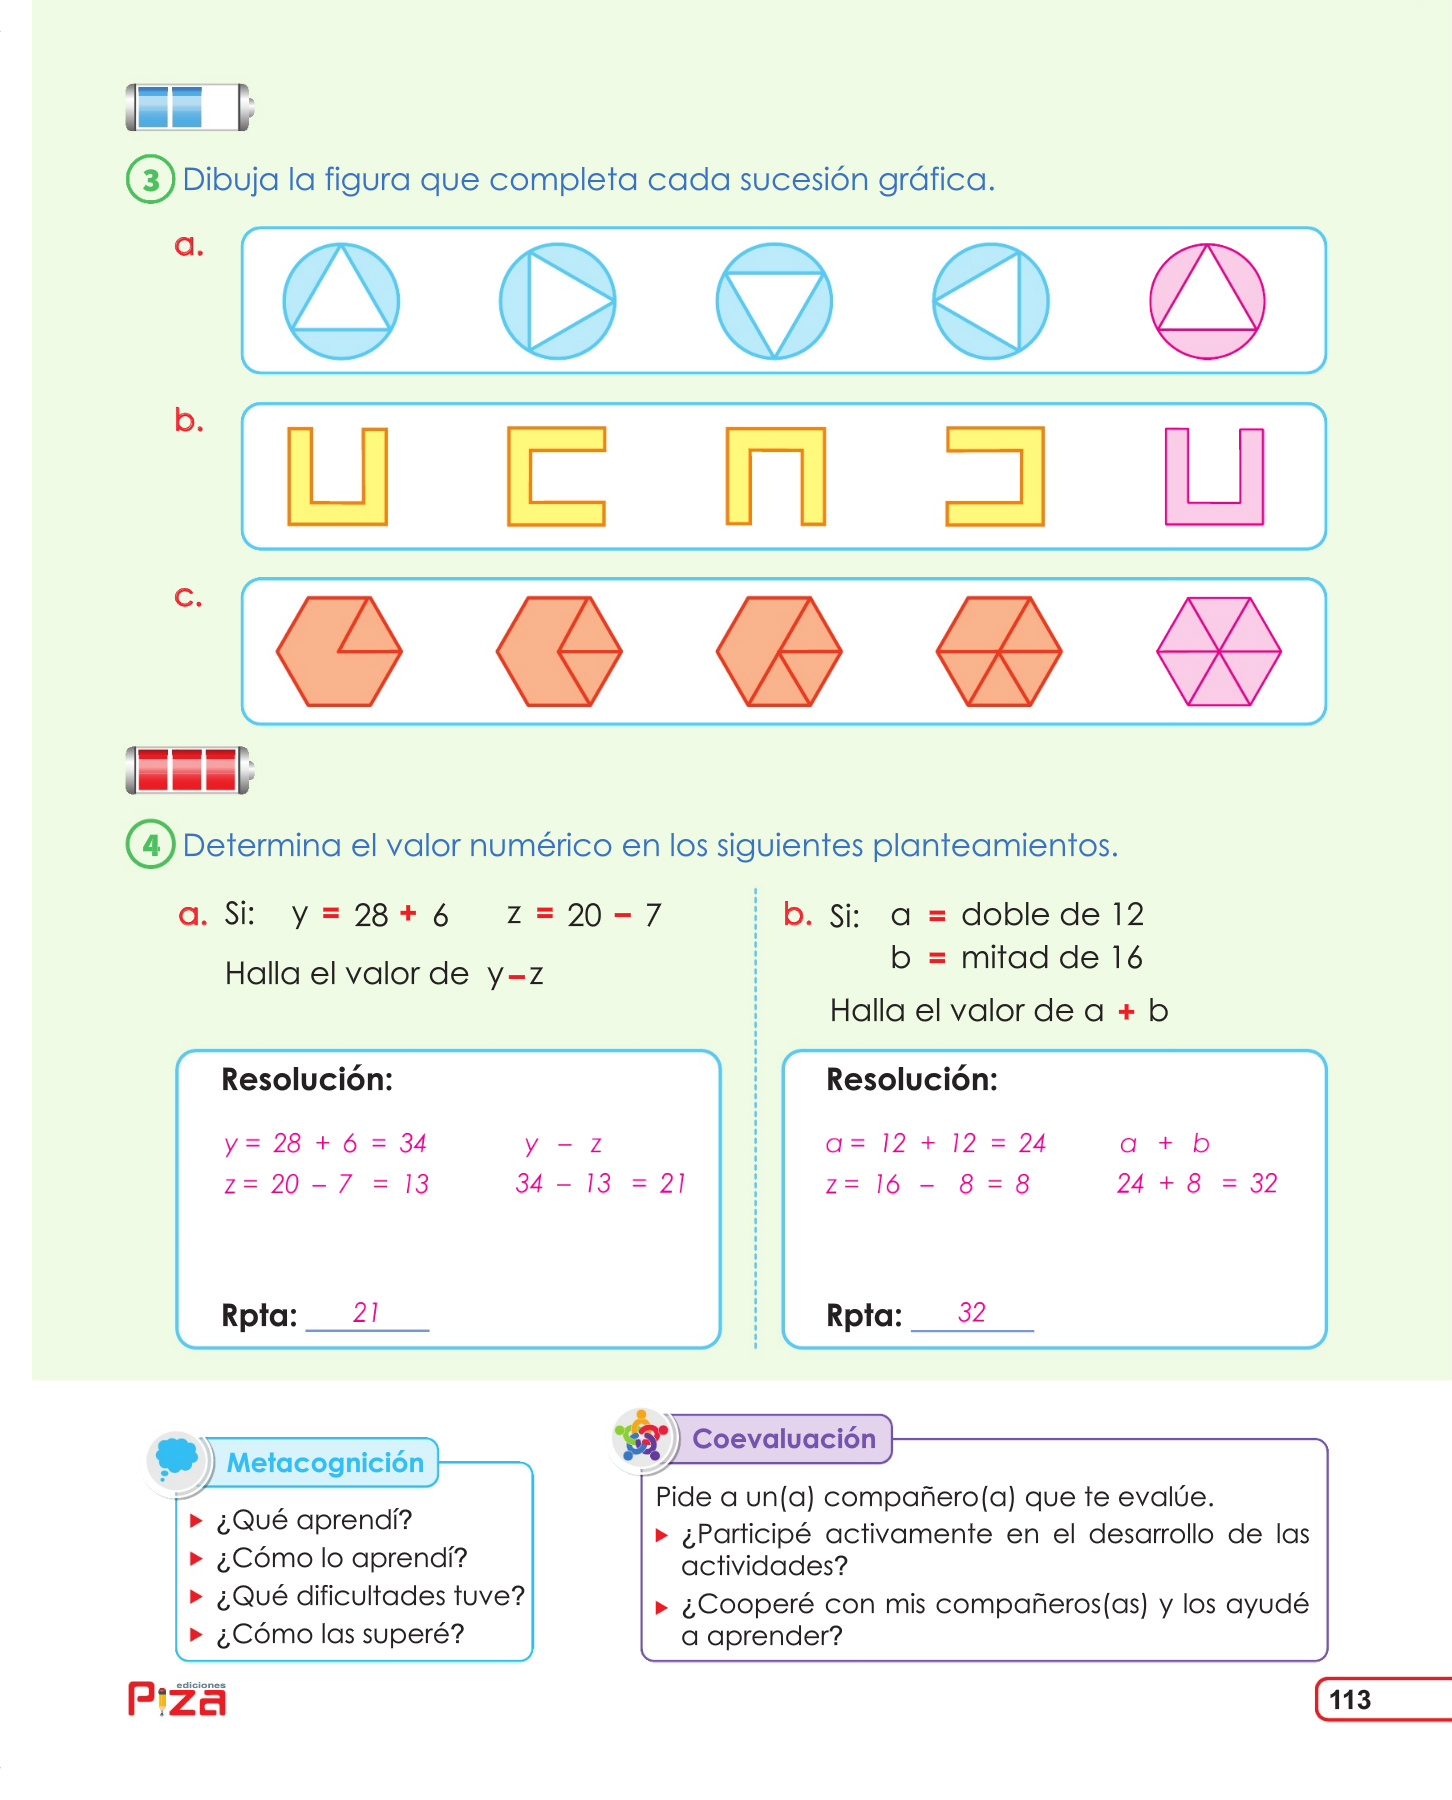 3 Dibuja la figura que completa cada sucesión gráfica.
a.
b.
c.
4 Determina el valor numérico en los siguientes planteamientos.
a. Si: y = 28 + 6 z = 20 – 7
Halla el valor de y – z
Resolución:
y = 28 + 6 = 34 y – z
z = 20 – 7 = 13 34 – 13 = 21
Rpta: 21
b. Si: a = doble de 12
b = mitad de 16
Halla el valor de a + b
Resolución:
a = 12 + 12 = 24 a + b
z = 16 – 8 = 8 24 + 8 = 32
Rpta: 32
Metacognición
¿Qué aprendí?
¿Cómo lo aprendí?
¿Qué dificultades tuve?
¿Cómo las superé?
Coevaluación
Pide a un(a) compañero(a) que te evalúe.
¿Participé activamente en el desarrollo de las
actividades?
¿Cooperé con mis compañeros(as) y los ayudé
a aprender?
ediciones
Piza
113